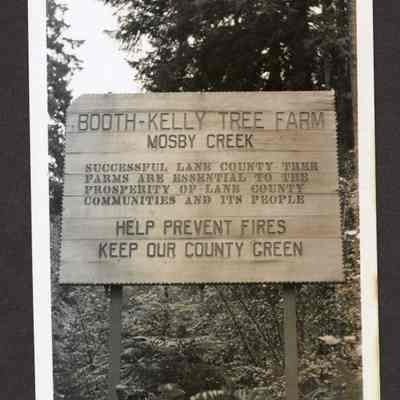 BOOTH-KELLY TREE FARM
MOSBY CREEK
SUCCESSFUL LANE COUNTY TREE
FARMS ARE ESSENTIAL TO THE
PROSPERITY OF LANE COUNTY
COMMUNITIES AND ITS PEOPLE
HELP PREVENT FIRES
KEEP OUR COUNTY GREEN